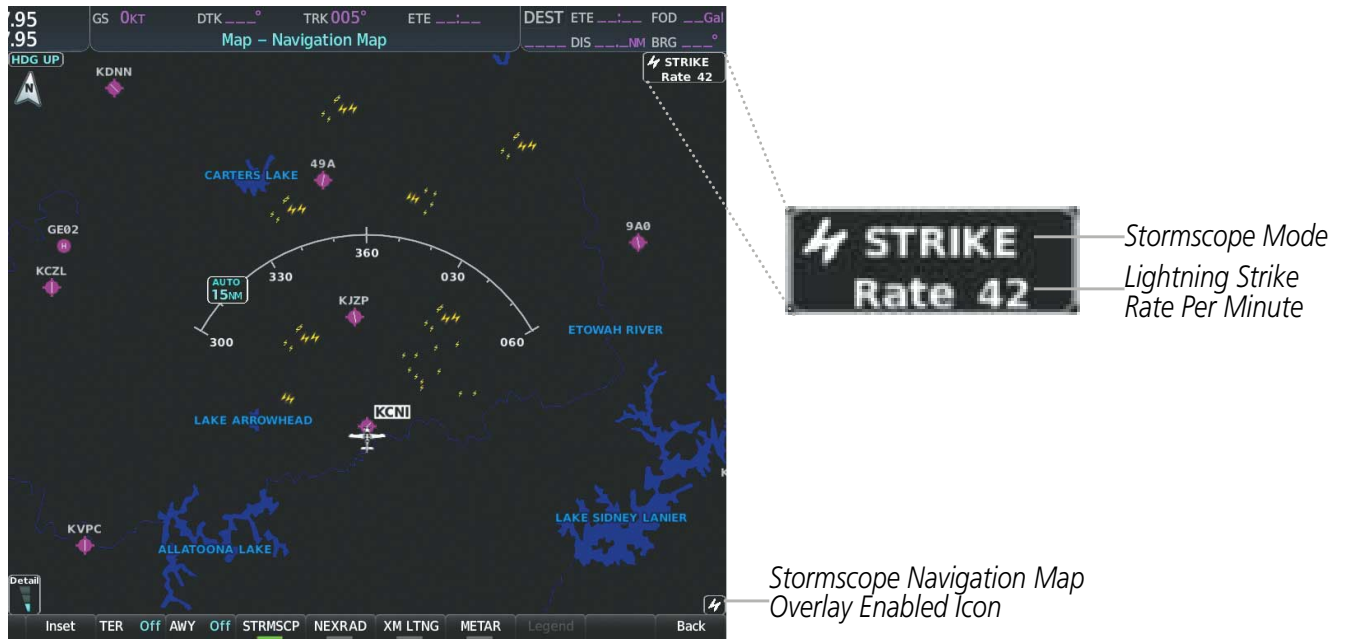 .95 GS 0KT DTK ___° TRK 005° ETE __:__ DEST ETE __:__ FOD __Gal
.95 Map – Navigation Map ____ DIS __._NM BRG ___°
HDG UP
N
STRIKE
Rate 42
KDNN
49A
CARTERS LAKE
GE02
H
9A0
KCZL
360
330
030
AUTO
15NM
KJZP
300
060
ETOWAH RIVER
LAKE ARROWHEAD
KCNI
K
KVPC
ALLATOONA LAKE
LAKE SIDNEY LANIER
Detail
Inset TER Off AWY Off STRMSCP NEXRAD XM LTNG METAR Legend Back
STRIKE
Rate 42
Stormscope Mode
Lightning Strike
Rate Per Minute
Stormscope Navigation Map
Overlay Enabled Icon